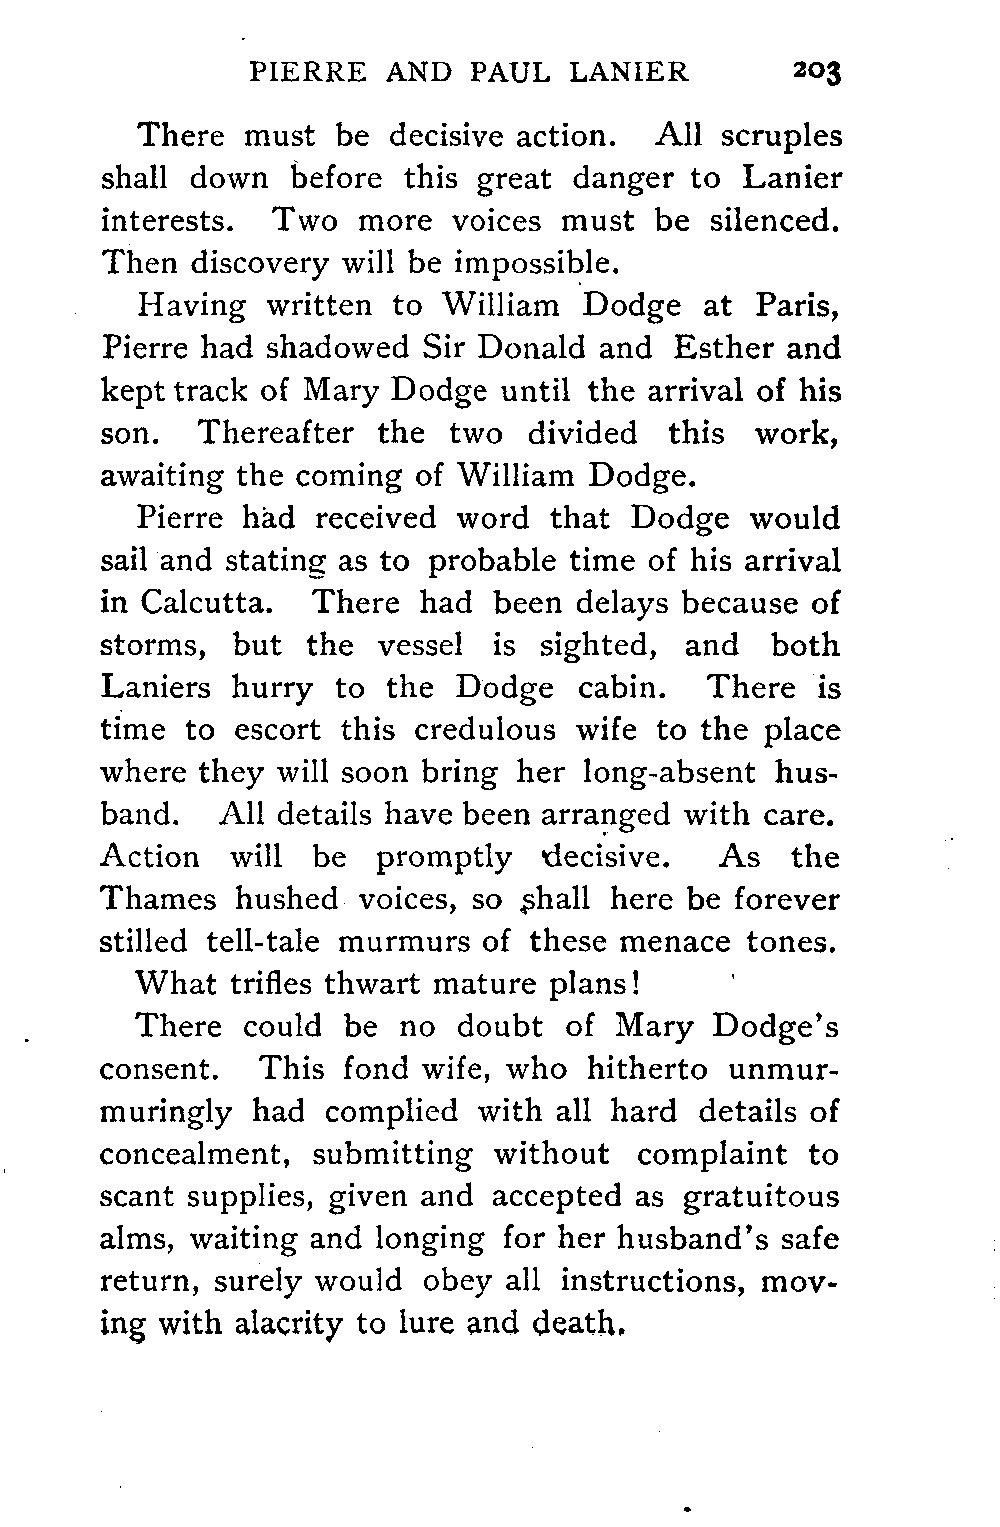 PIERRE AND PAUL LANIER 203
There must be decisive action. All scruples
shall down before this great danger to Lanier
interests. Two more voices must be silenced.
Then discovery will be impossible.
Having written to William Dodge at Paris,
Pierre had shadowed Sir Donald and Esther and
kept track of Mary Dodge until the arrival of his
son. Thereafter the two divided this work,
awaiting the coming of William Dodge.
Pierre had received word that Dodge would
sail and stating as to probable time of his arrival
in Calcutta. There had been delays because of
storms, but the vessel is sighted, and both
Laniers hurry to the Dodge cabin. There is
time to escort this credulous wife to the place
where they will soon bring her long-absent hus-
band. All details have been arranged with care.
Action will be promptly decisive. As the
Thames hushed voices, so shall here be forever
stilled tell-tale murmurs of these menace tones.
What trifles thwart mature plans!
There could be no doubt of Mary Dodge's
consent. This fond wife, who hitherto unmur-
muringly had complied with all hard details of
concealment, submitting without complaint to
scant supplies, given and accepted as gratuitous
alms, waiting and longing for her husband's safe
return, surely would obey all instructions, mov-
ing with alacrity to lure and death.